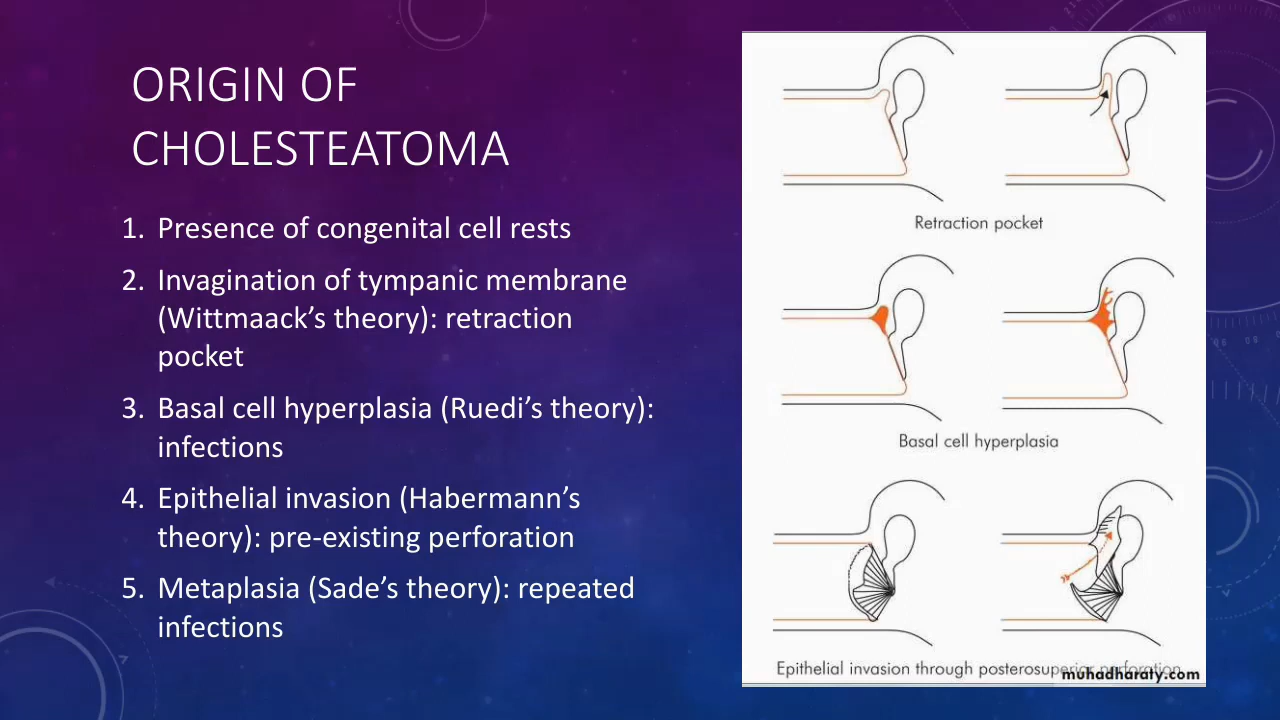 ORIGIN OF
CHOLESTEATOMA
1. Presence of congenital cell rests
2. Invagination of tympanic membrane
(Wittmaack’s theory): retraction
pocket
3. Basal cell hyperplasia (Ruedi’s theory):
infections
4. Epithelial invasion (Habermann’s
theory): pre-existing perforation
5. Metaplasia (Sade’s theory): repeated
infections
Retraction pocket
Basal cell hyperplasia
Epithelial invasion through posterosuperior perforation
muhadharaty.com
06 08